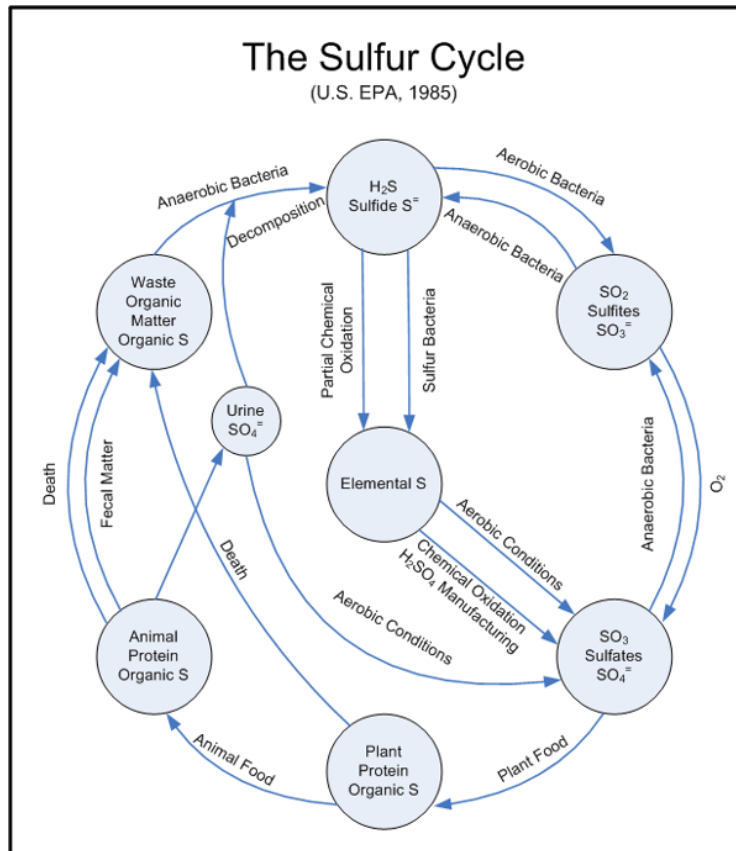 The Sulfur Cycle
(U.S. EPA, 1985)
H₂S
Sulfide S⁼
Anaerobic Bacteria
Decomposition
Aerobic Bacteria
Anaerobic Bacteria
Waste
Organic
Matter
Organic S
SO₂
Sulfites
SO₃⁼
Partial Chemical
Oxidation
Sulfur Bacteria
Urine
SO₄⁼
Elemental S
Death
Fecal Matter
Death
Anaerobic Bacteria
O₂
Aerobic Conditions
Chemical Oxidation
H₂SO₄ Manufacturing
Aerobic Conditions
Animal
Protein
Organic S
SO₃
Sulfates
SO₄⁼
Animal Food
Plant
Protein
Organic S
Plant Food